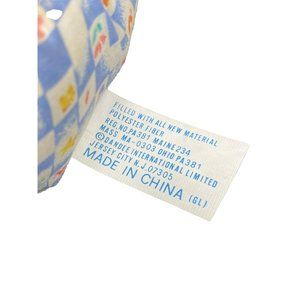 FILLED WITH ALL NEW MATERIAL
POLYESTER FIBER
REG.NO.PA381 MAINE234
MASS MA-0303 OHIO PA381
©DANDEE INTERNATIONAL LIMITED
JERSEY CITY N.J.07305
MADE IN CHINA (GL)